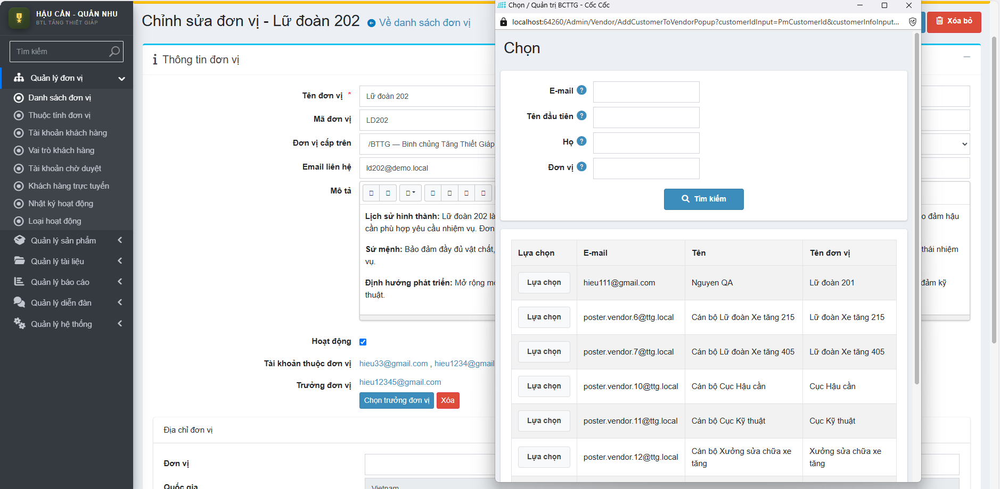 HẬU CẦN - QUÂN NHU
BTL TĂNG THIẾT GIÁP
Tìm kiếm
Quản lý đơn vị
Danh sách đơn vị
Thuộc tính đơn vị
Tài khoản khách hàng
Vai trò khách hàng
Tài khoản chờ duyệt
Khách hàng trực tuyến
Nhật ký hoạt động
Loại hoạt động
Quản lý sản phẩm
Quản lý tài liệu
Quản lý báo cáo
Quản lý diễn đàn
Quản lý hệ thống
Chỉnh sửa đơn vị - Lữ đoàn 202 Về danh sách đơn vị
Xóa bỏ
Thông tin đơn vị
Tên đơn vị * Lữ đoàn 202
Mã đơn vị LD202
Đơn vị cấp trên /BTTG — Binh chủng Tăng Thiết Giáp
Email liên hệ ld202@demo.local
Mô tả
Lịch sử hình thành: Lữ đoàn 202 là
o đảm hậu
cần phù hợp yêu cầu nhiệm vụ. Đơn
Sứ mệnh: Bảo đảm đầy đủ vật chất,
thái nhiệm
vụ.
Định hướng phát triển: Mở rộng mô
đảm kỹ
thuật.
Hoạt động
Tài khoản thuộc đơn vị hieu33@gmail.com , hieu1234@gmail
Trưởng đơn vị hieu12345@gmail.com
Chọn trưởng đơn vị Xóa
Địa chỉ đơn vị
Đơn vị
Quốc gia Vietnam
Chọn / Quản trị BCTTG - Cốc Cốc
localhost:64260/Admin/Vendor/AddCustomerToVendorPopup?customerIdInput=PmCustomerId&customerInfoInput...
Chọn
E-mail ?
Tên đầu tiên ?
Họ ?
Đơn vị ?
Tìm kiếm
Lựa chọn E-mail Tên Tên đơn vị
Lựa chọn hieu111@gmail.com Nguyen QA Lữ đoàn 201
Lựa chọn poster.vendor.6@ttg.local Cán bộ Lữ đoàn Xe tăng 215 Lữ đoàn Xe tăng 215
Lựa chọn poster.vendor.7@ttg.local Cán bộ Lữ đoàn Xe tăng 405 Lữ đoàn Xe tăng 405
Lựa chọn poster.vendor.10@ttg.local Cán bộ Cục Hậu cần Cục Hậu cần
Lựa chọn poster.vendor.11@ttg.local Cán bộ Cục Kỹ thuật Cục Kỹ thuật
Lựa chọn poster.vendor.12@ttg.local Cán bộ Xưởng sửa chữa xe tăng Xưởng sửa chữa xe tăng